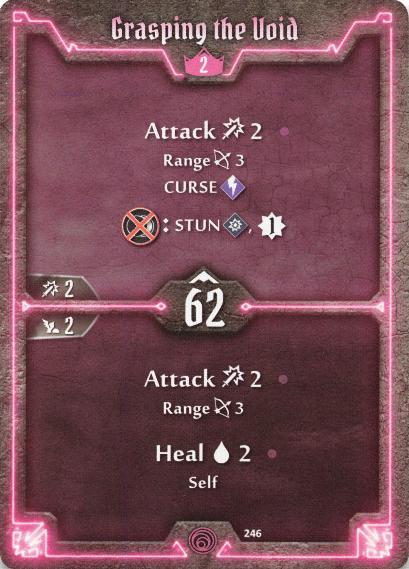 Grasping the Void
2
Attack 2
Range 3
CURSE
: STUN , 1
2
62
2
Attack 2
Range 3
Heal 2
Self
246